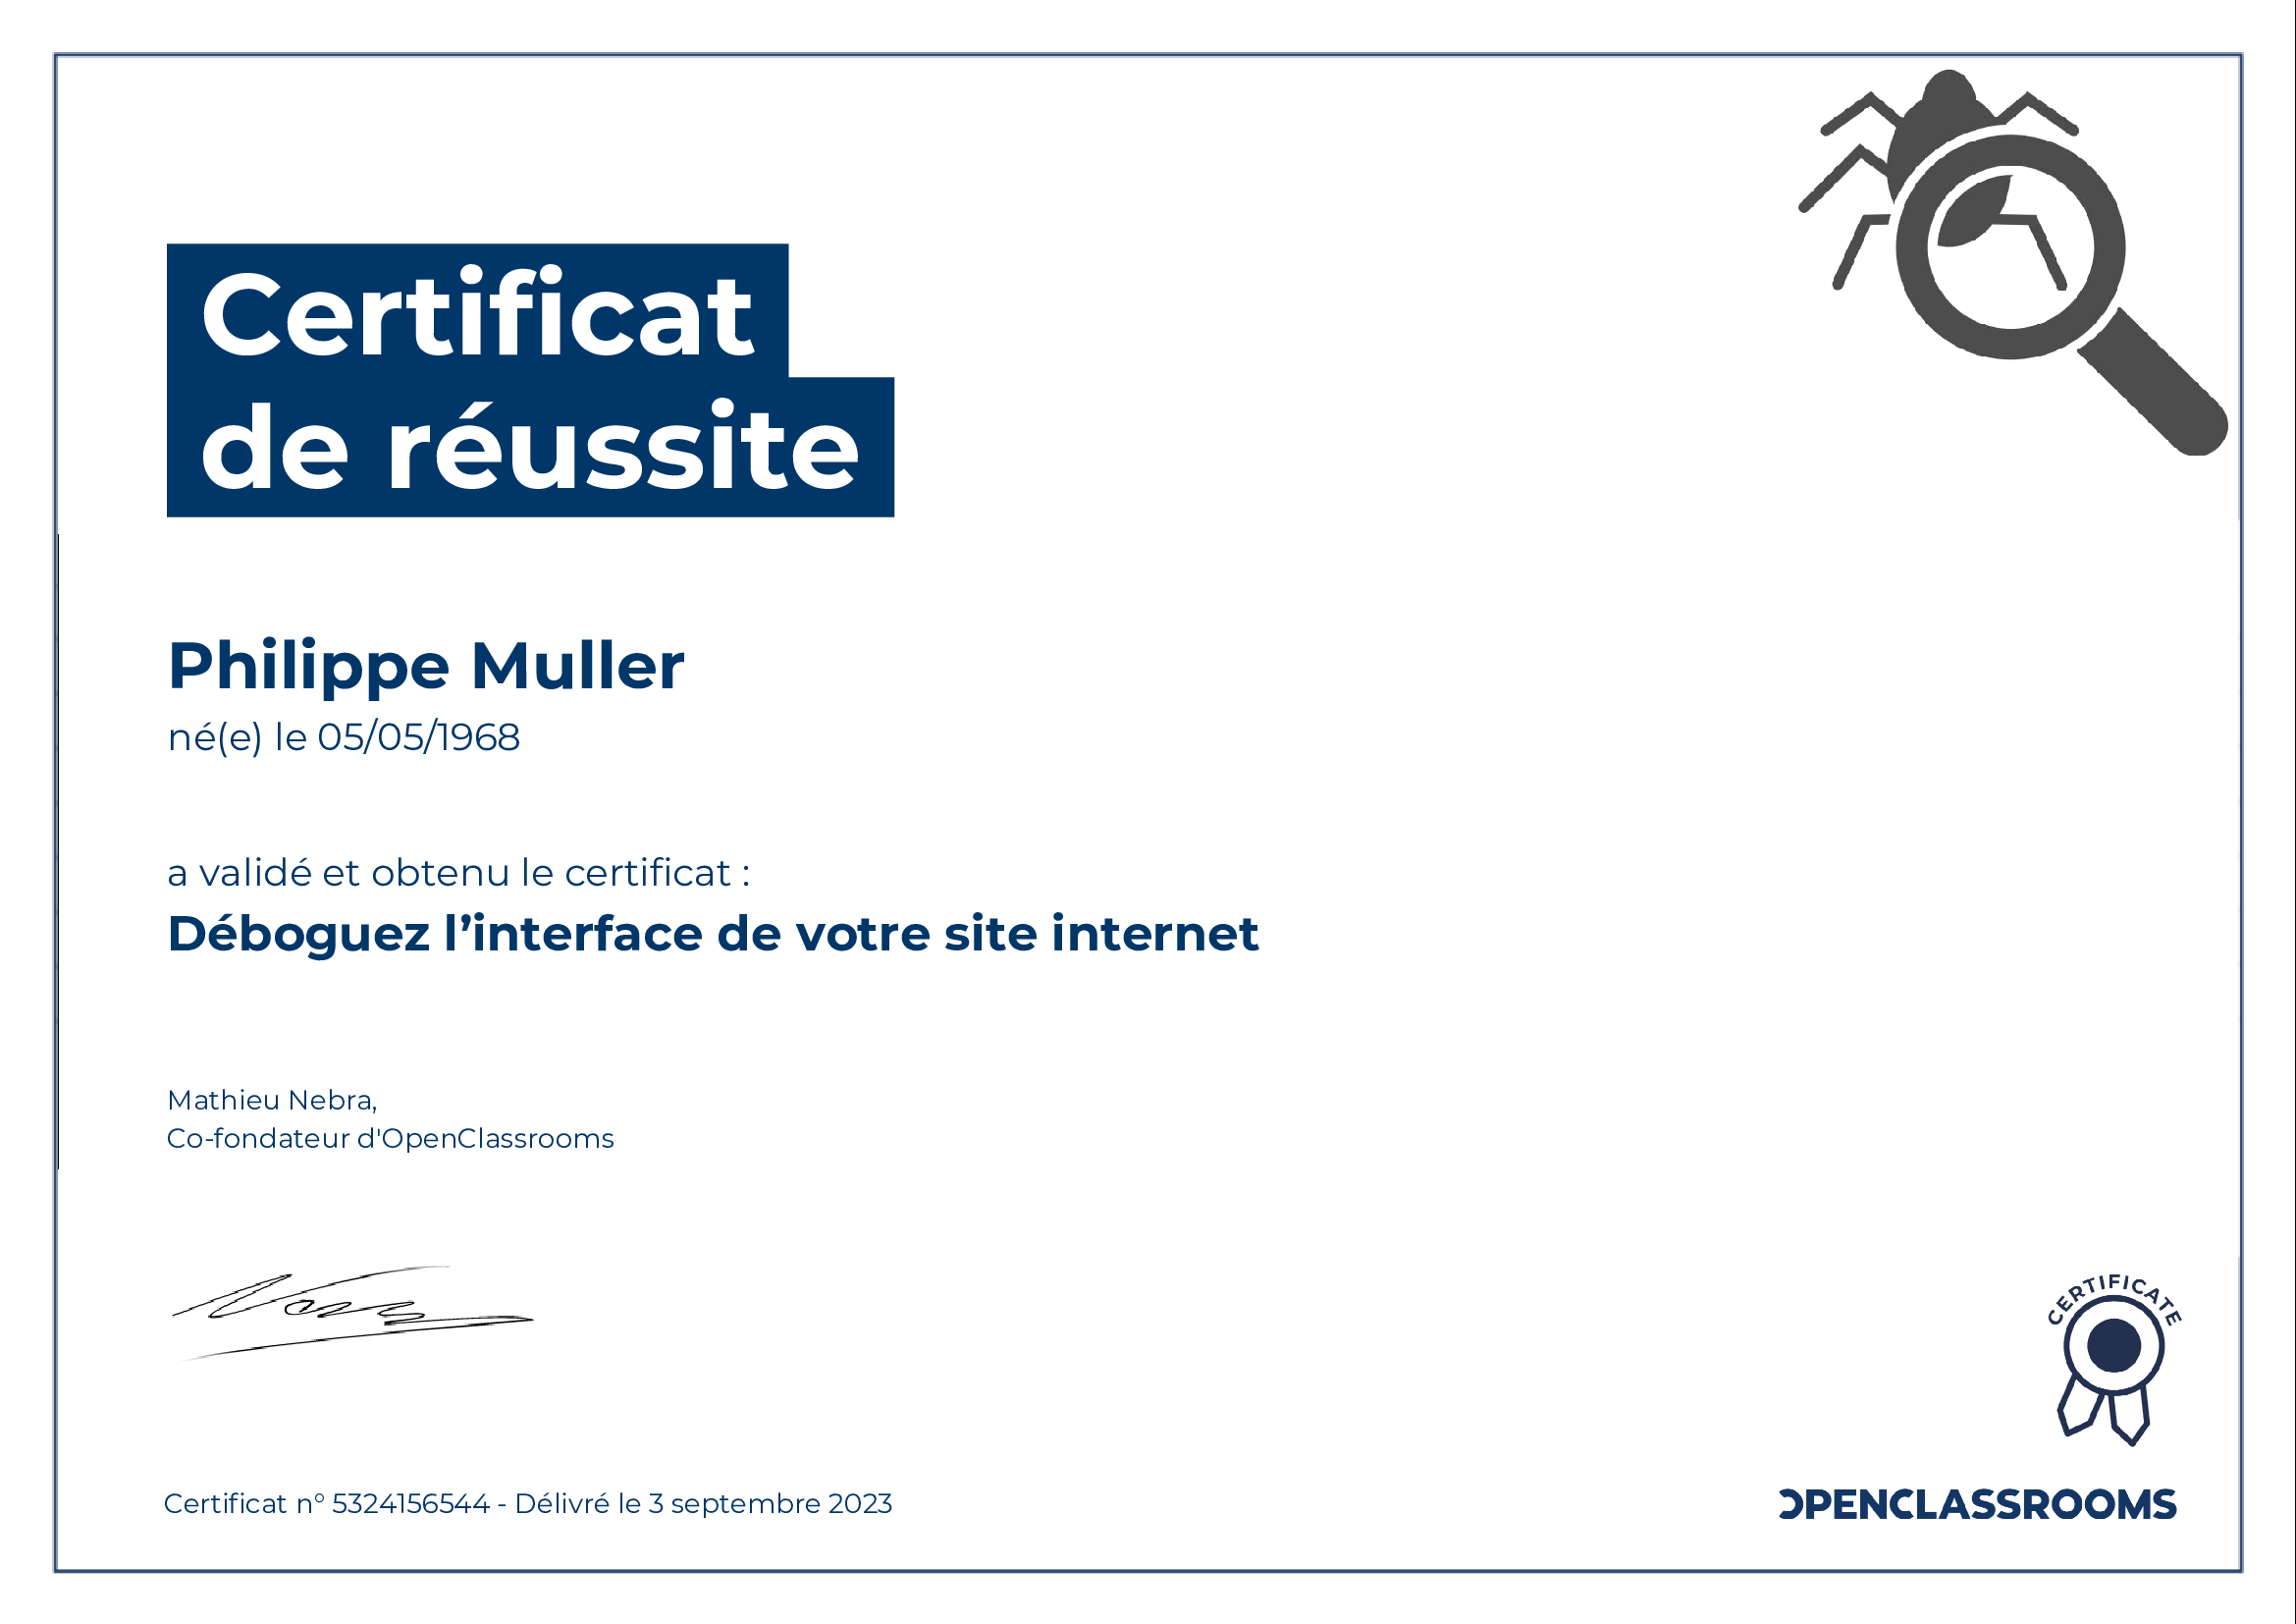 Certificat
de réussite
Philippe Muller
né(e) le 05/05/1968
a validé et obtenu le certificat :
Déboguez l’interface de votre site internet
Mathieu Nebra,
Co-fondateur d'OpenClassrooms
CERTIFICATE
Certificat n° 5324156544 - Délivré le 3 septembre 2023
OPENCLASSROOMS